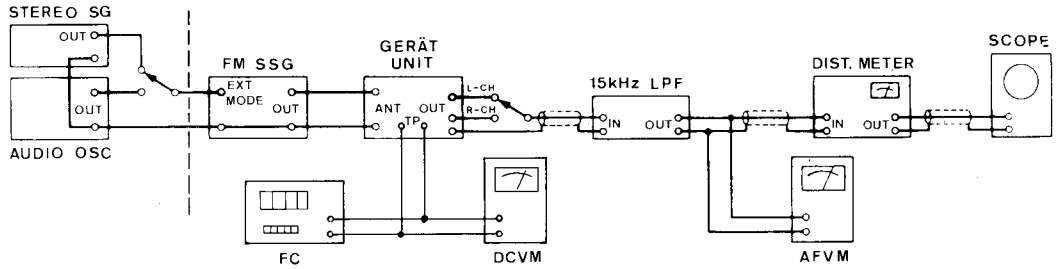 STEREO SG
OUT
OUT
AUDIO OSC
FM SSG
EXT
MODE
OUT
GERÄT
UNIT
ANT
OUT
TP
L-CH
R-CH
15kHz LPF
IN
OUT
DIST. METER
IN
OUT
SCOPE
FC
DCVM
AFVM